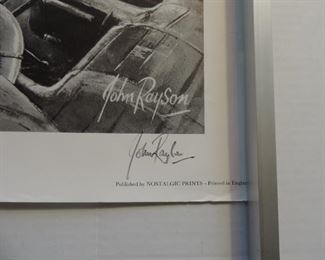 John Rayson
John Rayson
Published by NOSTALGIC PRINTS - Printed in England